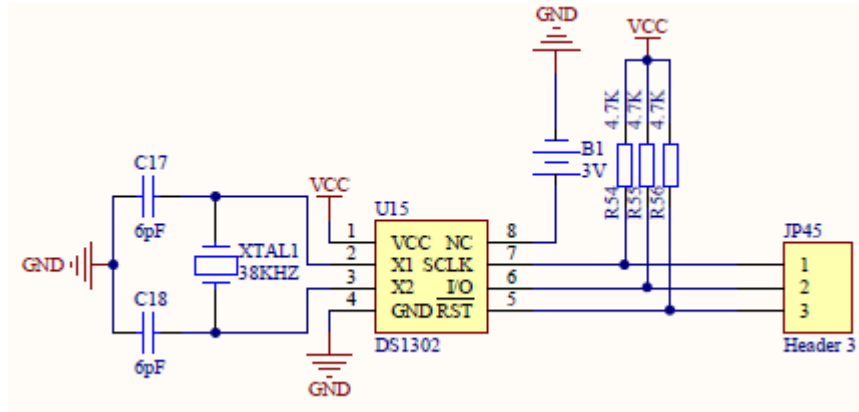 GND
VCC
4.7K
4.7K
4.7K
B1
3V
R54
R55
R56
C17
6pF
VCC
U15
GND
XTAL1
38KHZ
1
2
3
4
VCC NC
X1 SCLK
X2 I/O
GND RST
8
7
6
5
DS1302
JP45
1
2
3
Header 3
C18
6pF
GND